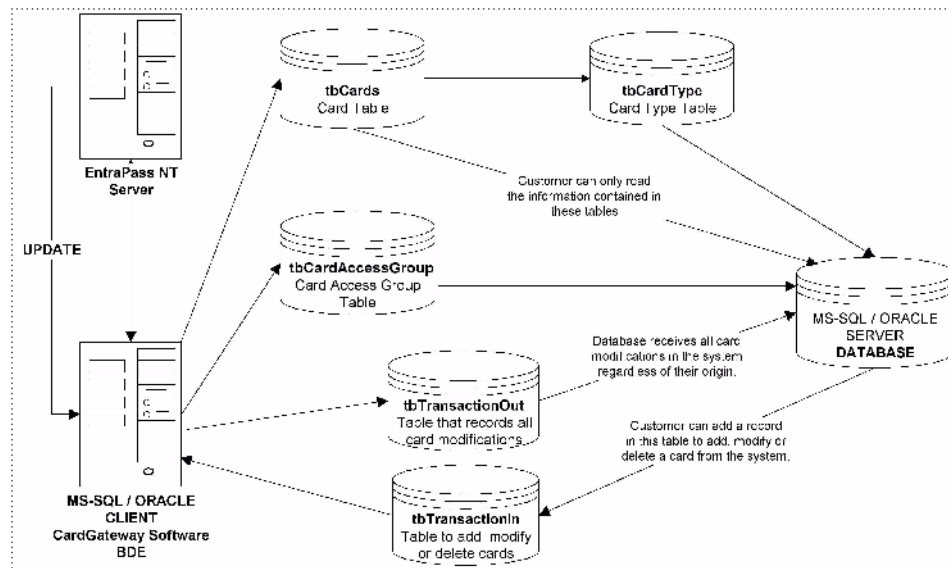 tbCards
Card Table
tbCardType
Card Type Table
EntraPass NT
Server
Customer can only read
the information contained in
these tables
UPDATE
tbCardAccessGroup
Card Access Group
Table
MS-SQL / ORACLE
SERVER
DATABASE
Database receives all card
modifications in the system
regardless of their origin.
tbTransactionOut
Table that records all
card modifications.
Customer can add a record
in this table to add, modify or
delete a card from the system.
MS-SQL / ORACLE
CLIENT
CardGateway Software
BDE
tbTransactionIn
Table to add modify
or delete cards